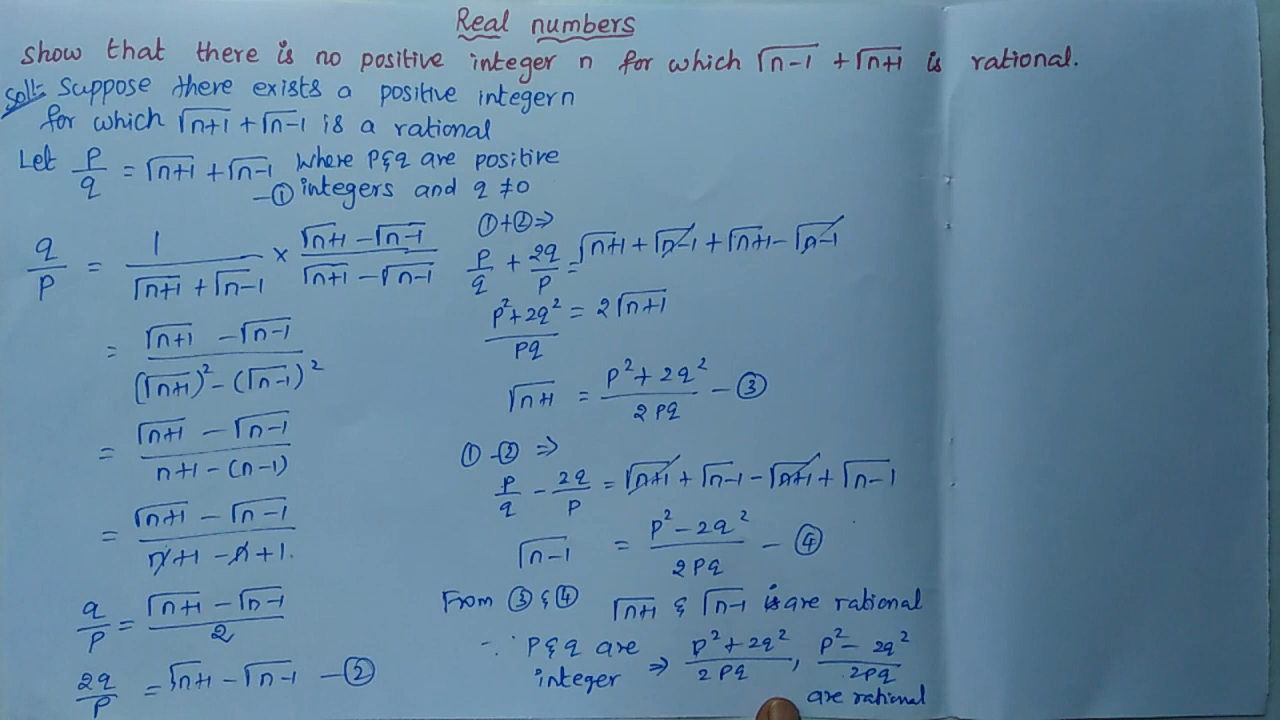 Real numbers
show that there is no positive integer n for which √n-1 + √n+1 is rational.
Soll:- Suppose there exists a positive integern
for which √n+1 + √n-1 is a rational
Let p/q = √n+1 + √n-1 where p&q are positive
-① integers and q ≠0
q/p = 1/(√n+1 + √n-1) × (√n+1 - √n-1)/(√n+1 - √n-1)
= (√n+1 - √n-1)/((√n+1)² - (√n-1)²)
= (√n+1 - √n-1)/(n+1 - (n-1))
= (√n+1 - √n-1)/(n+1 - n+1.)
q/p = (√n+1 - √n-1)/2
2q/p = √n+1 - √n-1 - ②
①+② ⇒
p/q + 2q/p = √n+1 + √n-1 + √n+1 - √n-1
(p²+2q²)/pq = 2√n+1
√n+1 = (p²+2q²)/2pq - ③
① - ② ⇒
p/q - 2q/p = √n+1 + √n-1 - √n+1 + √n-1
√n-1 = (p²-2q²)/2pq - ④
From ③ & ④ √n+1 & √n-1 is are rational
∵ p&q are integer ⇒ (p²+2q²)/2pq, (p²-2q²)/2pq
are rational